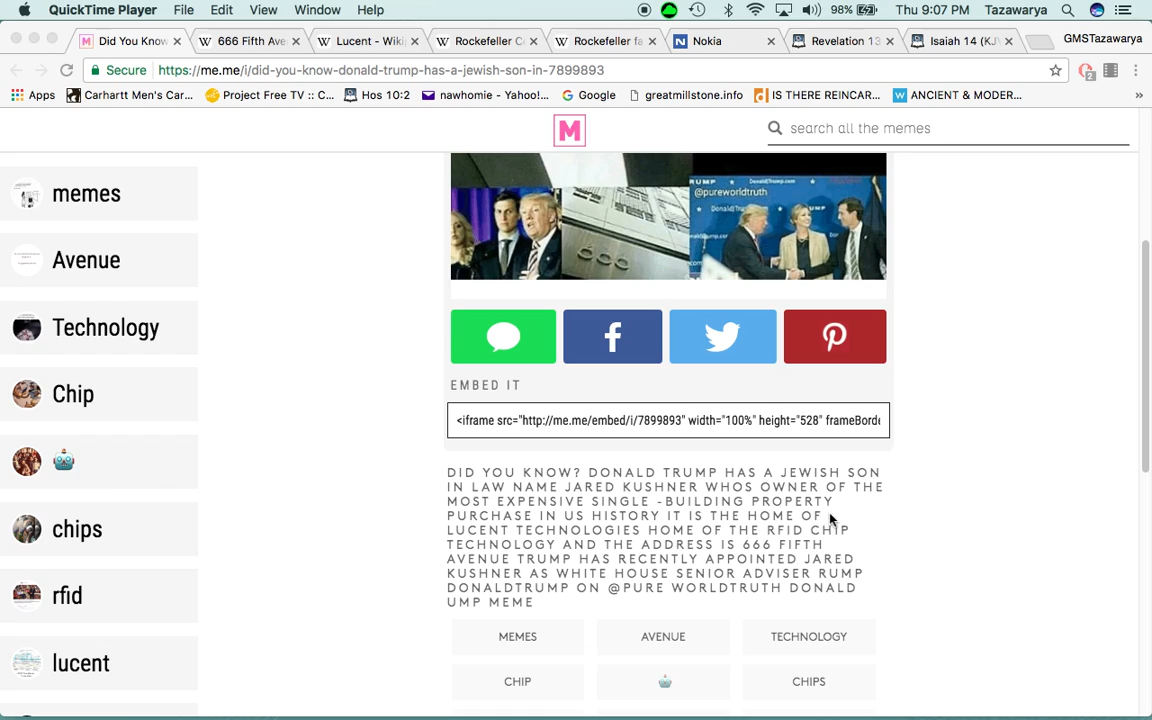 QuickTime Player File Edit View Window Help 98% Thu 9:07 PM Tazawarya
Did You Know 666 Fifth Ave Lucent - Wiki Rockefeller C Rockefeller fa Nokia Revelation 13 Isaiah 14 (KJV GMSTazawarya
Secure https://me.me/i/did-you-know-donald-trump-has-a-jewish-son-in-7899893 2
Apps Carhartt Men's Car... Project Free TV :: C... Hos 10:2 nawhomie - Yahoo!... Google greatmillstone.info IS THERE REINCAR... ANCIENT & MODER... »
M search all the memes
memes
Avenue
Technology
Chip
🤖
chips
rfid
lucent
@pureworldtruth
EMBED IT
<iframe src="http://me.me/embed/i/7899893" width="100%" height="528" frameBorde
DID YOU KNOW? DONALD TRUMP HAS A JEWISH SON
IN LAW NAME JARED KUSHNER WHOS OWNER OF THE
MOST EXPENSIVE SINGLE -BUILDING PROPERTY
PURCHASE IN US HISTORY IT IS THE HOME OF
LUCENT TECHNOLOGIES HOME OF THE RFID CHIP
TECHNOLOGY AND THE ADDRESS IS 666 FIFTH
AVENUE TRUMP HAS RECENTLY APPOINTED JARED
KUSHNER AS WHITE HOUSE SENIOR ADVISER RUMP
DONALDTRUMP ON @PURE WORLDTRUTH DONALD
UMP MEME
MEMES AVENUE TECHNOLOGY
CHIP 🤖 CHIPS